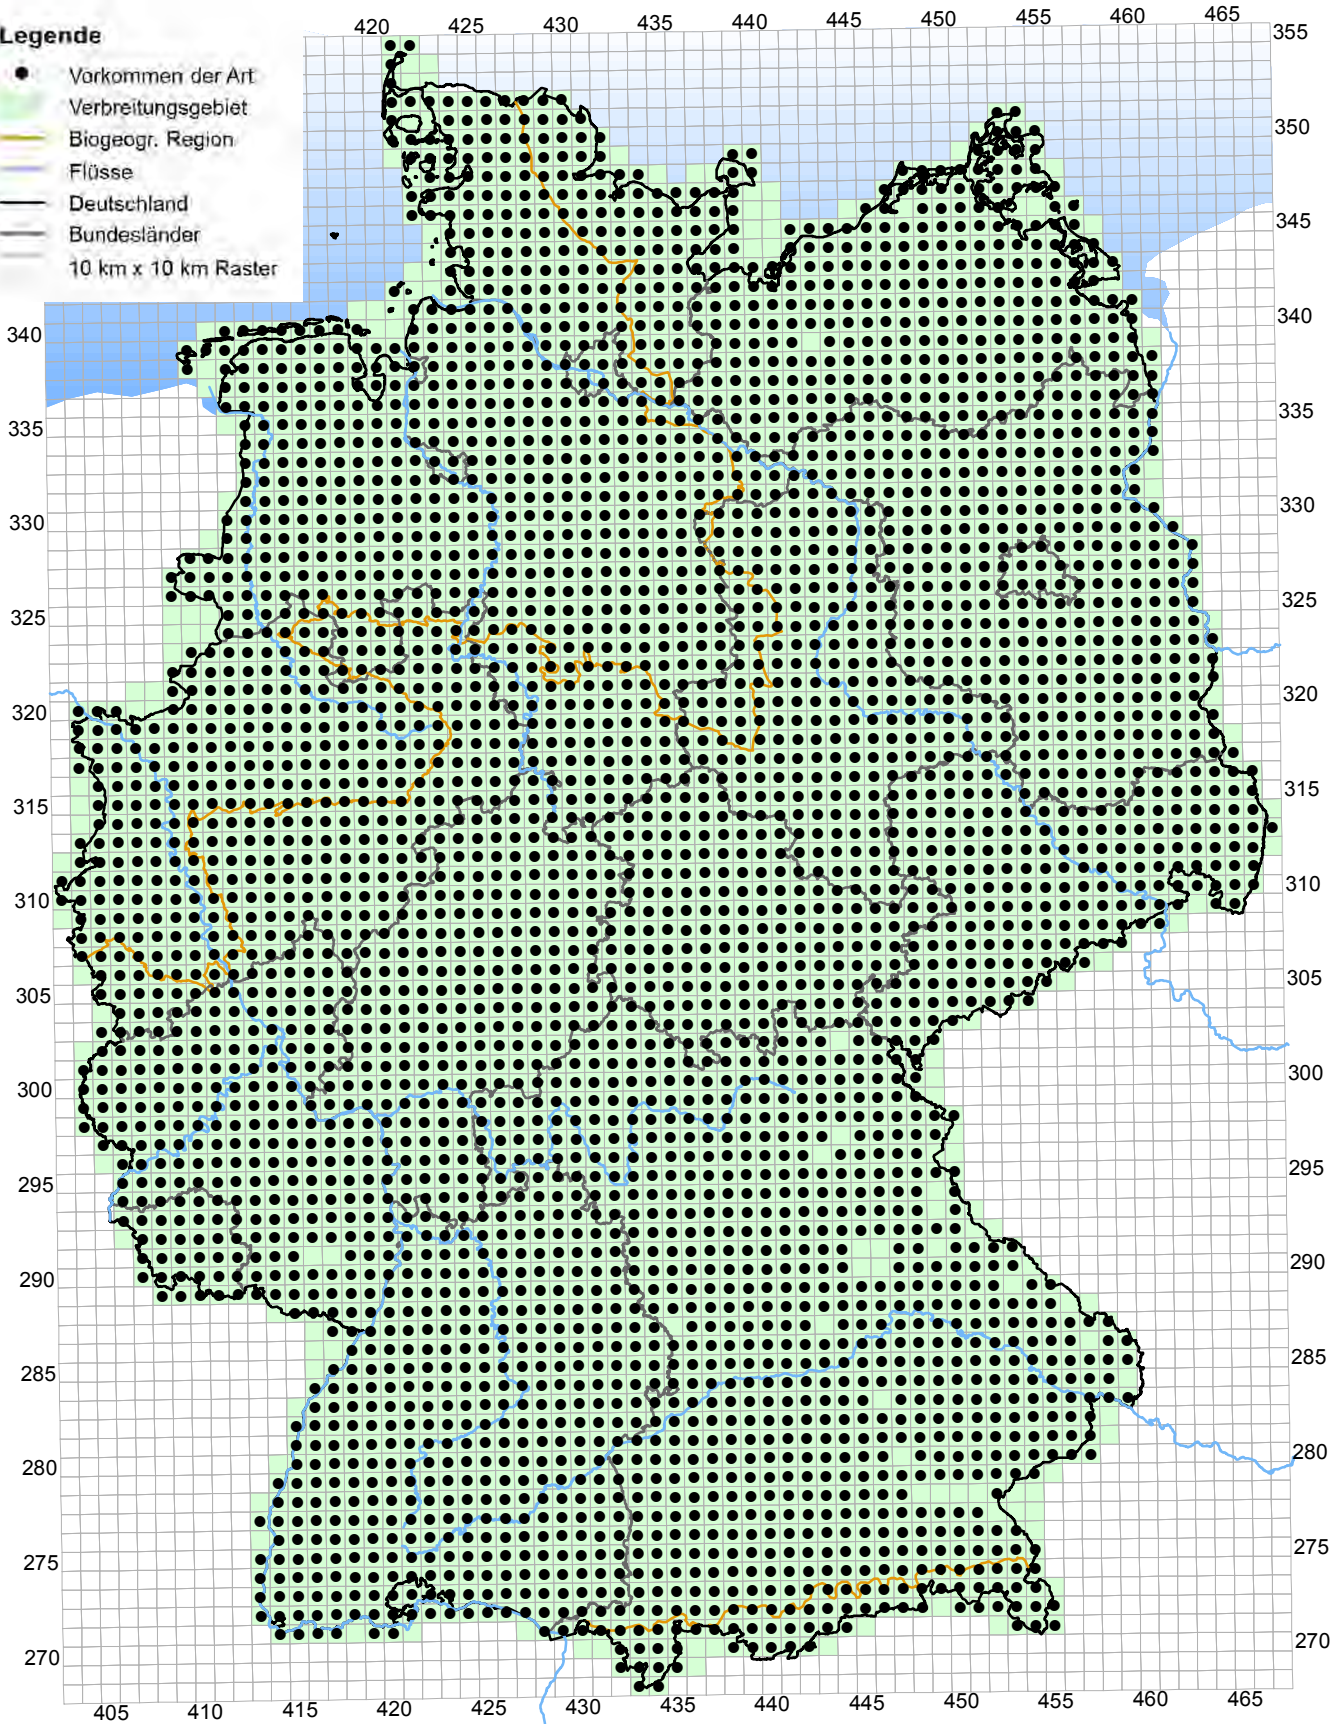 420 425 430 435 440 445 450 455 460 465
Legende
Vorkommen der Art
Verbreitungsgebiet
Biogeogr. Region
Flüsse
Deutschland
Bundesländer
10 km x 10 km Raster
355
350
345
340 340
335 335
330 330
325 325
320 320
315 315
310 310
305 305
300 300
295 295
290 290
285 285
280 280
275 275
270 270
405 410 415 420 425 430 435 440 445 450 455 460 465